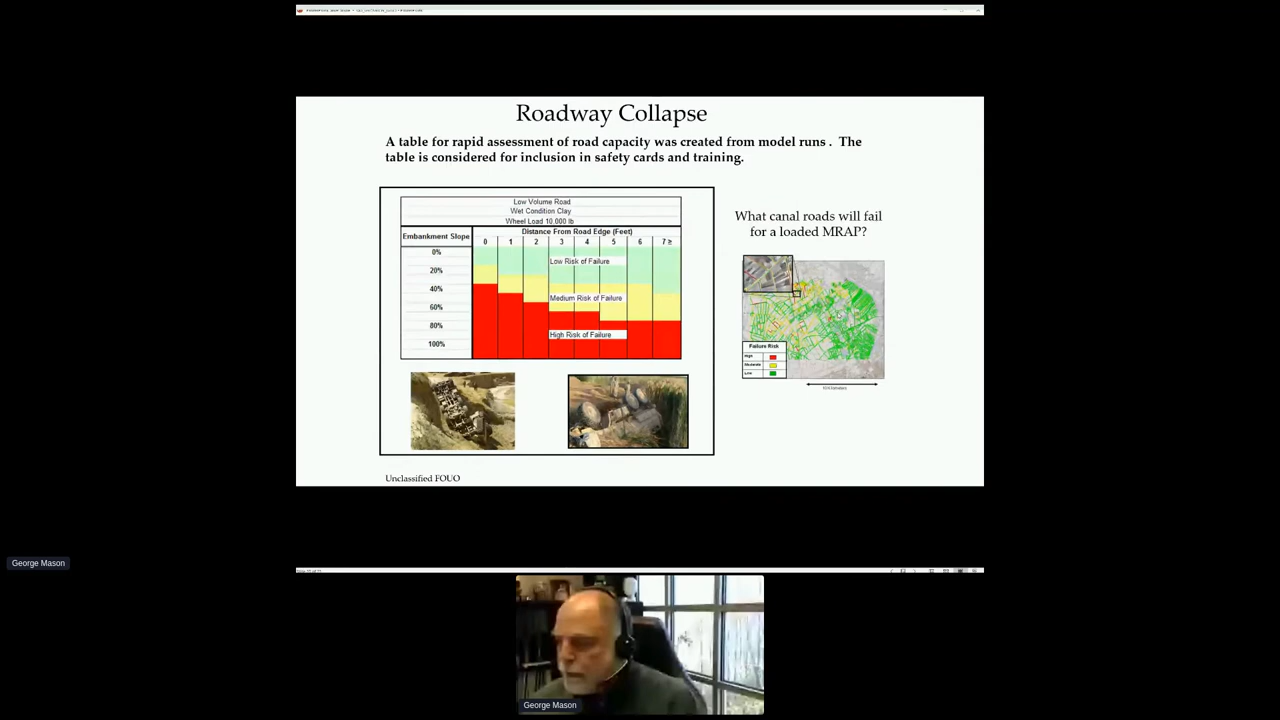 Roadway Collapse
A table for rapid assessment of road capacity was created from model runs . The
table is considered for inclusion in safety cards and training.
Low Volume Road
Wet Condition Clay
Wheel Load 10,000 lb
Embankment Slope
Distance From Road Edge (Feet)
0 1 2 3 4 5 6 7 ≥
0%
20%
40%
60%
80%
100%
Low Risk of Failure
Medium Risk of Failure
High Risk of Failure
What canal roads will fail
for a loaded MRAP?
Failure Risk
High
Moderate
Low
Unclassified FOUO
George Mason
George Mason